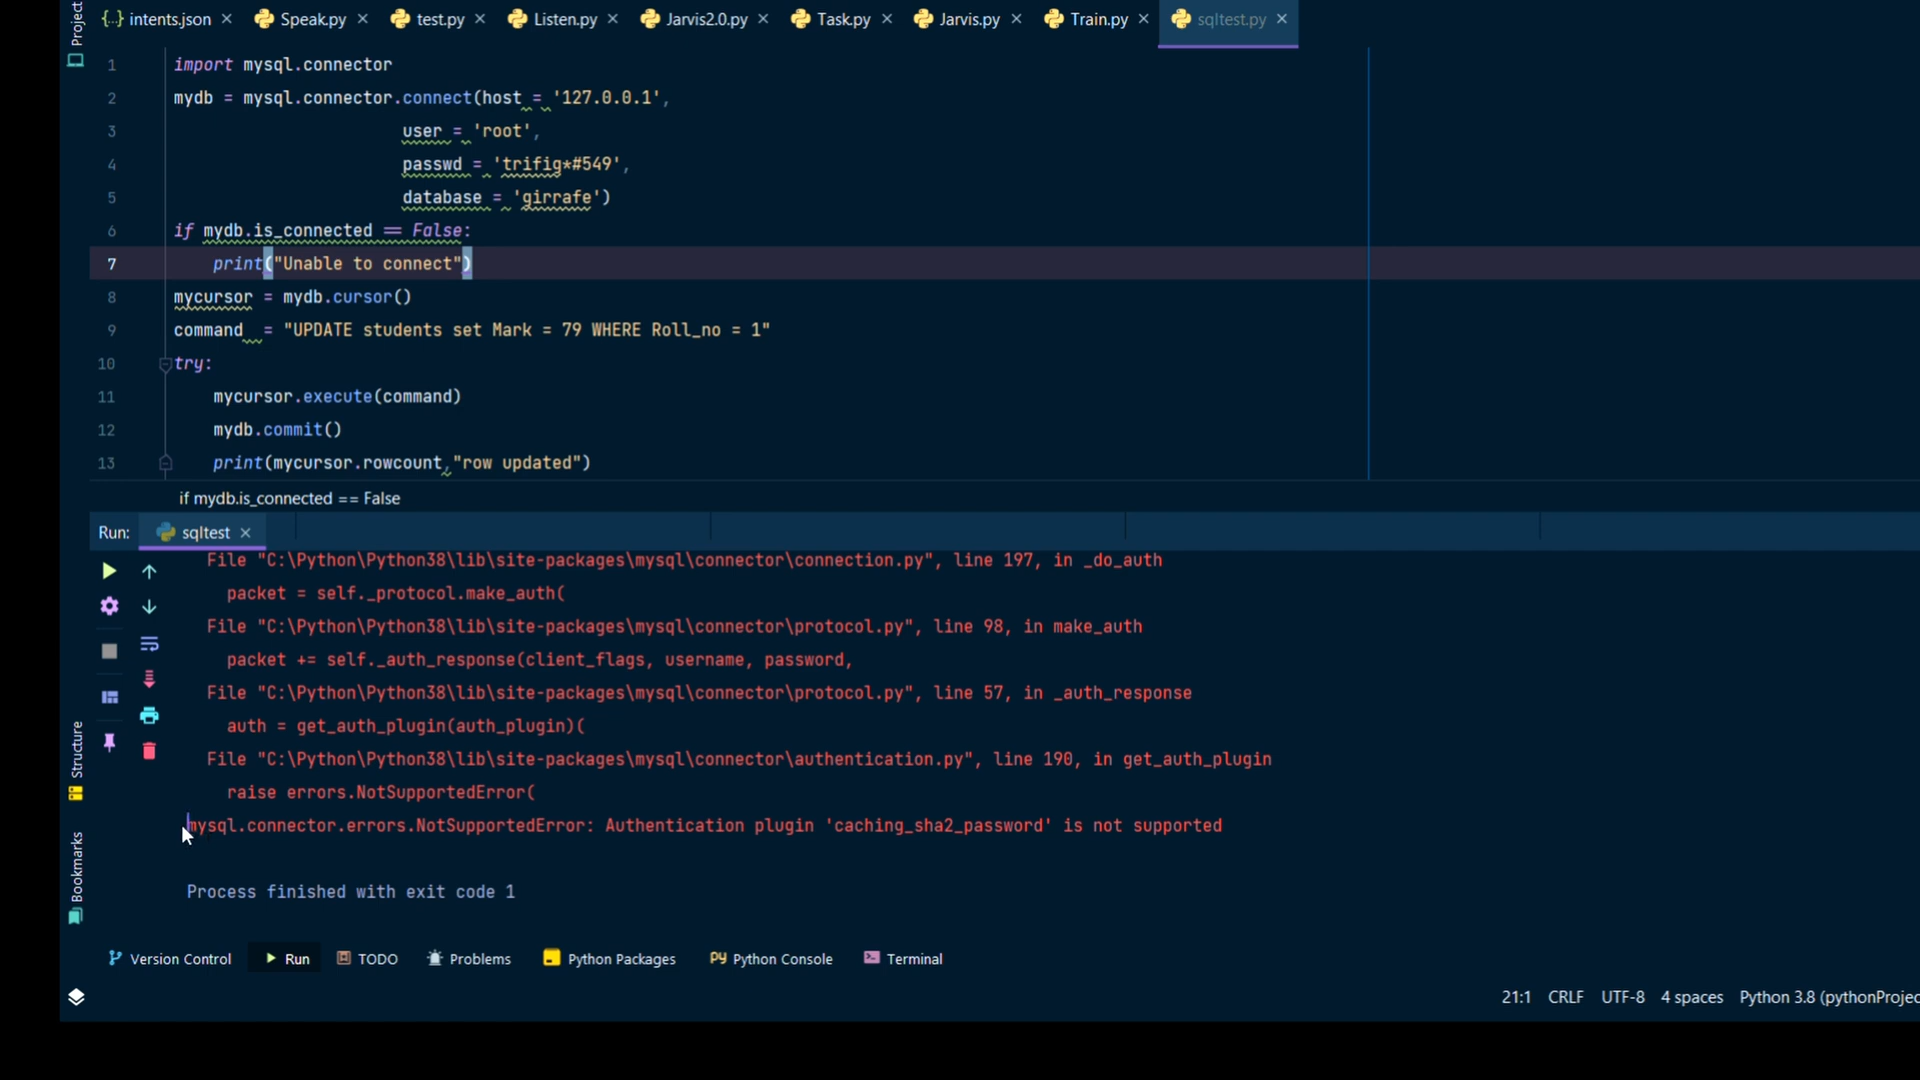 Project
intents.json
Speak.py
test.py
Listen.py
Jarvis2.0.py
Task.py
Jarvis.py
Train.py
sqltest.py
1 import mysql.connector
2 mydb = mysql.connector.connect(host = '127.0.0.1',
3 user = 'root',
4 passwd = 'trifig*#549',
5 database = 'girrafe')
6 if mydb.is_connected == False:
7 print("Unable to connect")
8 mycursor = mydb.cursor()
9 command = "UPDATE students set Mark = 79 WHERE Roll_no = 1"
10 try:
11 mycursor.execute(command)
12 mydb.commit()
13 print(mycursor.rowcount,"row updated")
if mydb.is_connected == False
Run: sqltest
File "C:\Python\Python38\lib\site-packages\mysql\connector\connection.py", line 197, in _do_auth
packet = self._protocol.make_auth(
File "C:\Python\Python38\lib\site-packages\mysql\connector\protocol.py", line 98, in make_auth
packet += self._auth_response(client_flags, username, password,
File "C:\Python\Python38\lib\site-packages\mysql\connector\protocol.py", line 57, in _auth_response
auth = get_auth_plugin(auth_plugin)(
File "C:\Python\Python38\lib\site-packages\mysql\connector\authentication.py", line 190, in get_auth_plugin
raise errors.NotSupportedError(
mysql.connector.errors.NotSupportedError: Authentication plugin 'caching_sha2_password' is not supported
Process finished with exit code 1
Structure
Bookmarks
Version Control
Run
TODO
Problems
Python Packages
Python Console
Terminal
21:1 CRLF UTF-8 4 spaces Python 3.8 (pythonProjec